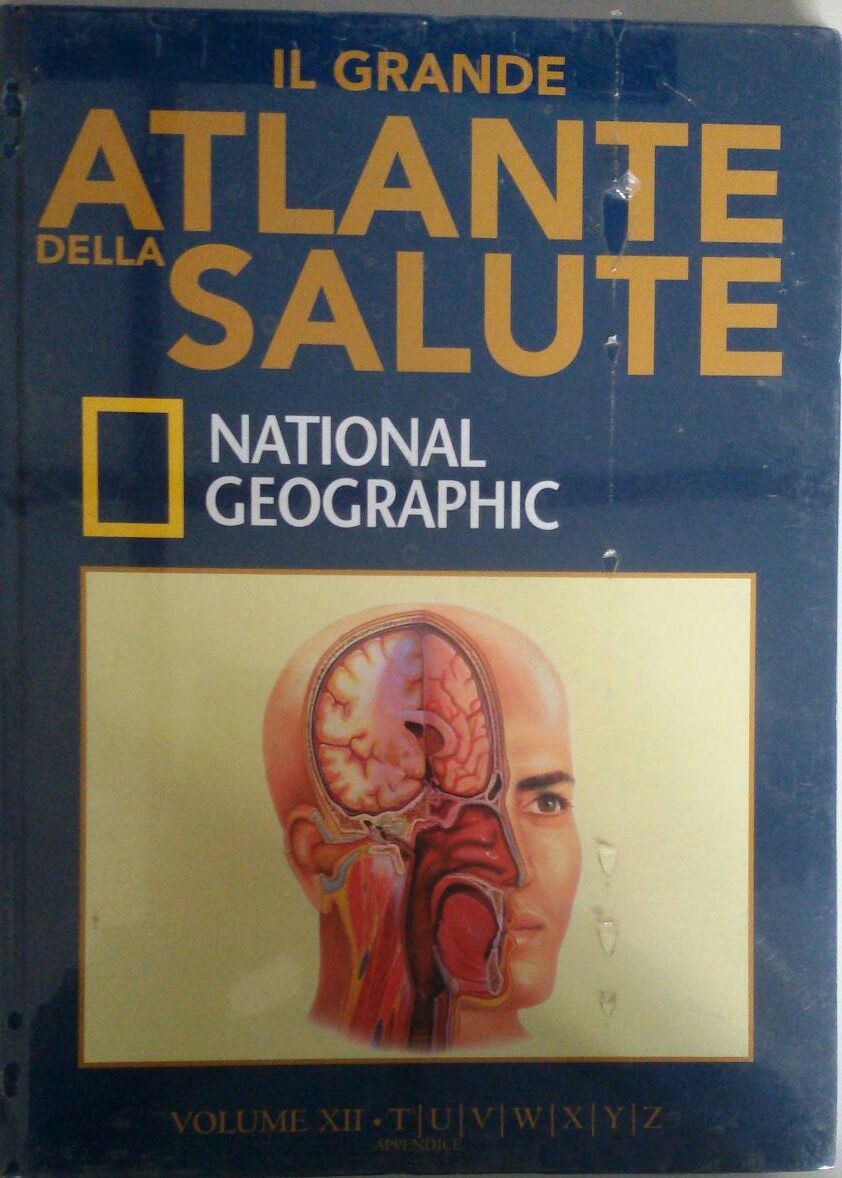 IL GRANDE
ATLANTE
DELLA SALUTE
NATIONAL
GEOGRAPHIC
VOLUME XII • T|U|V|W|X|Y|Z
APPENDICE